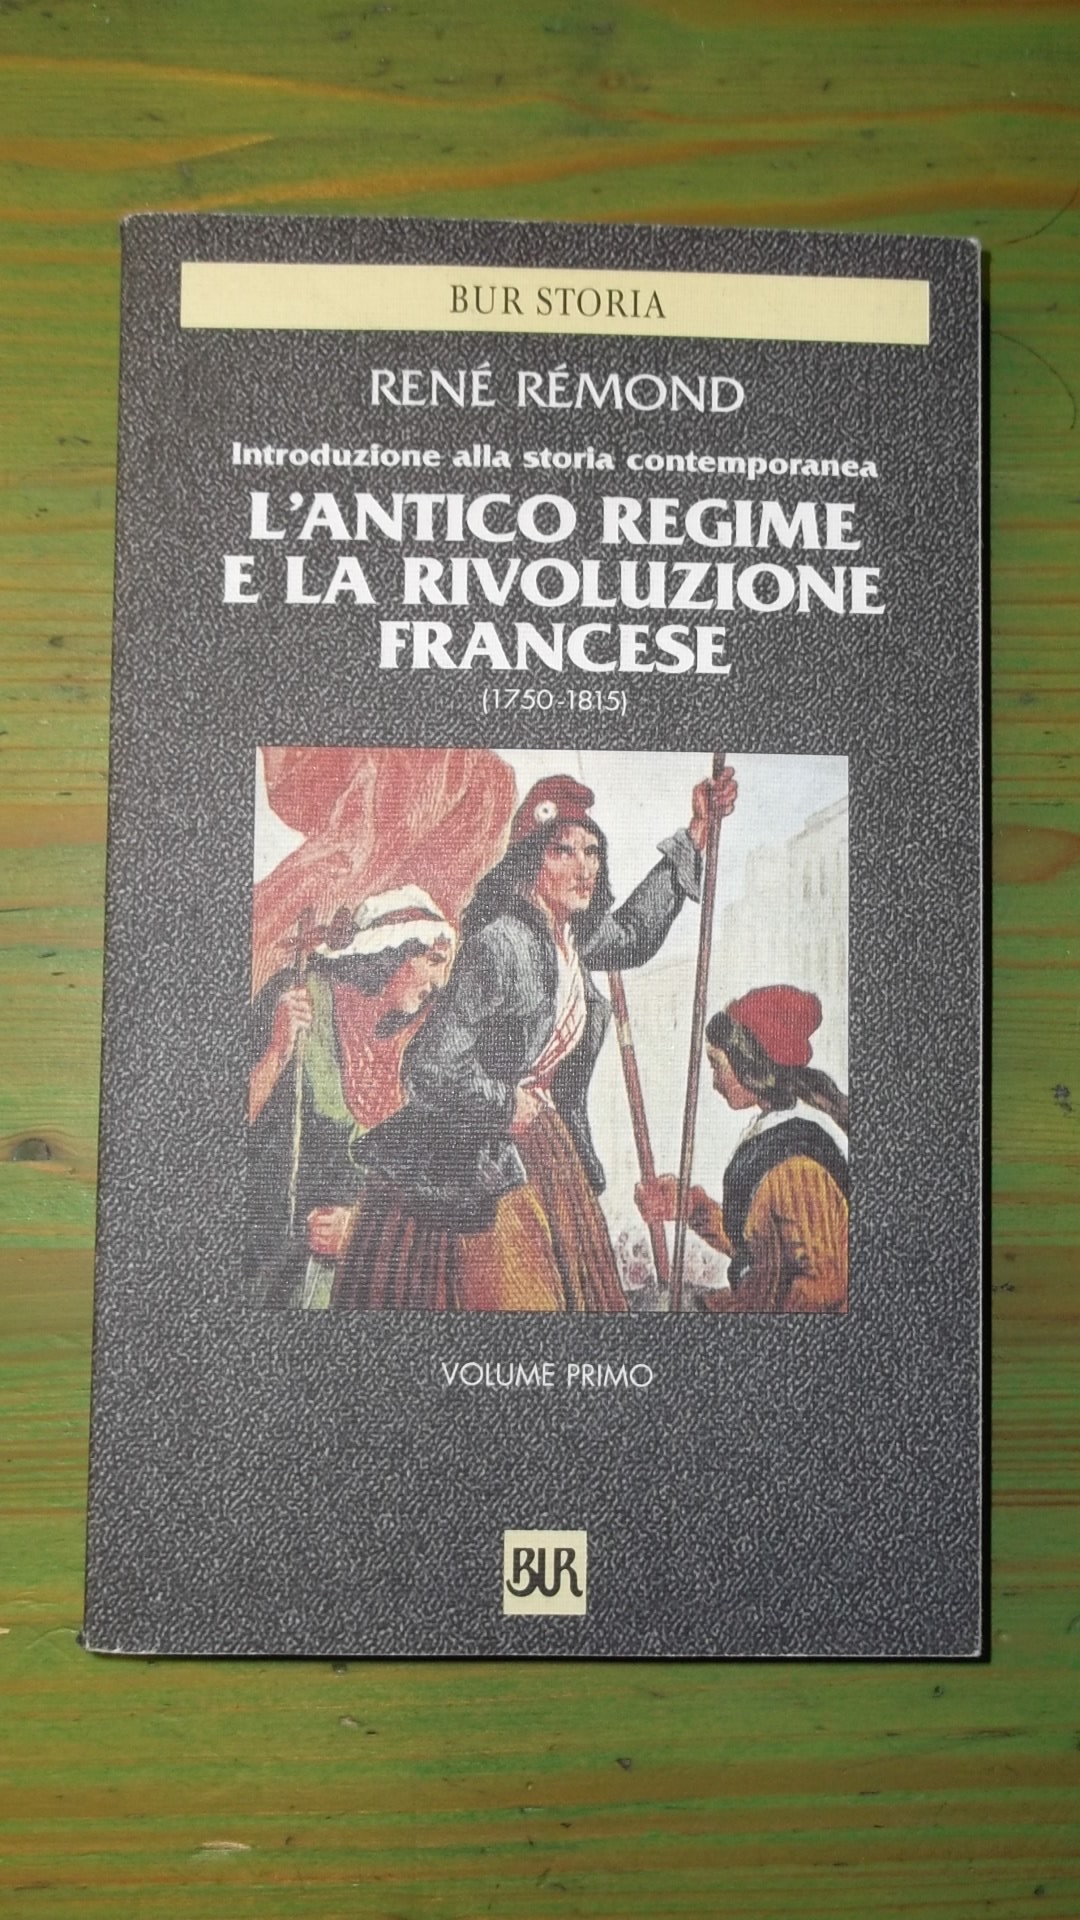 BUR STORIA
RENÉ RÉMOND
Introduzione alla storia contemporanea
L'ANTICO REGIME
E LA RIVOLUZIONE
FRANCESE
(1750-1815)
VOLUME PRIMO
BUR